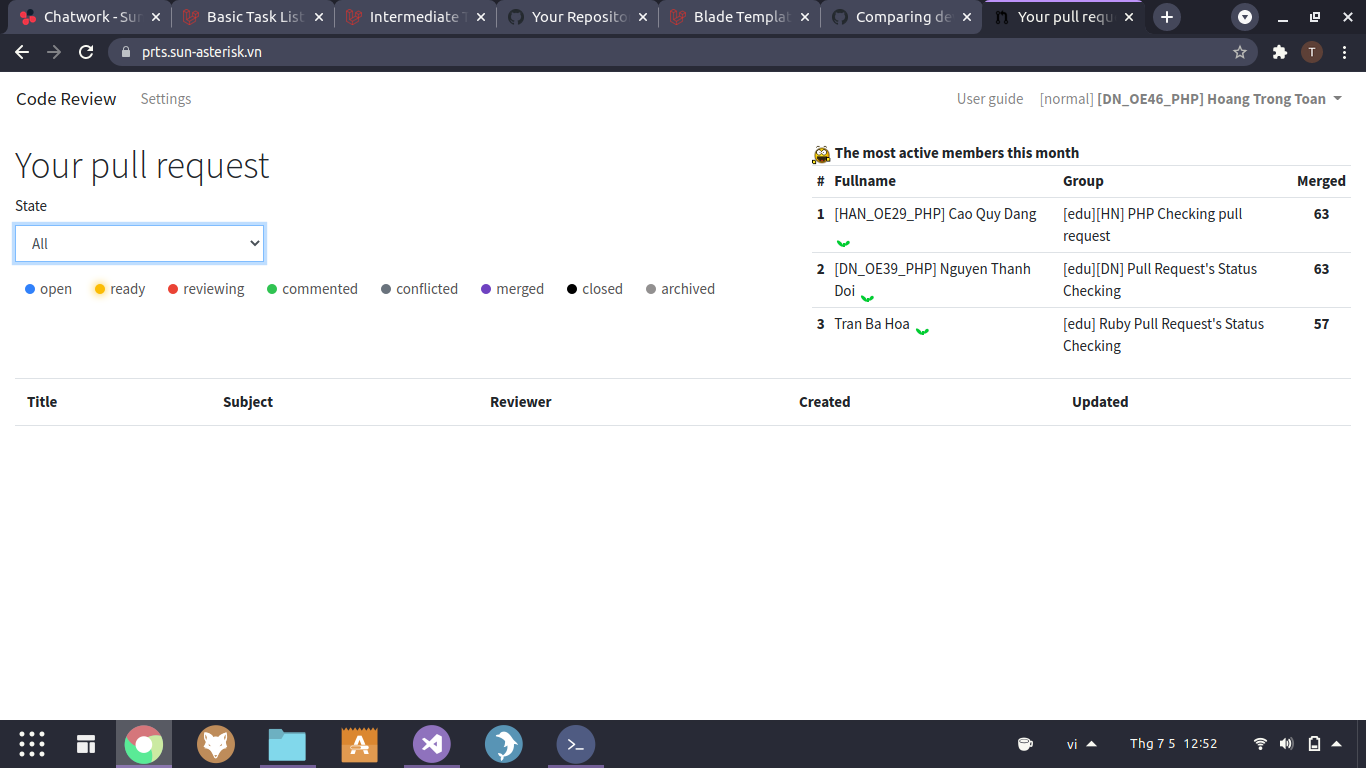 Chatwork - Sun
Basic Task List
Intermediate T
Your Reposito
Blade Templat
Comparing de
Your pull requ
prts.sun-asterisk.vn
T
Code Review
Settings
User guide
[normal] [DN_OE46_PHP] Hoang Trong Toan
Your pull request
State
All
open
ready
reviewing
commented
conflicted
merged
closed
archived
The most active members this month
# Fullname Group Merged
1 [HAN_OE29_PHP] Cao Quy Dang [edu][HN] PHP Checking pull 63
request
2 [DN_OE39_PHP] Nguyen Thanh [edu][DN] Pull Request's Status 63
Doi Checking
3 Tran Ba Hoa [edu] Ruby Pull Request's Status 57
Checking
Title Subject Reviewer Created Updated
vi
Thg 7 5 12:52